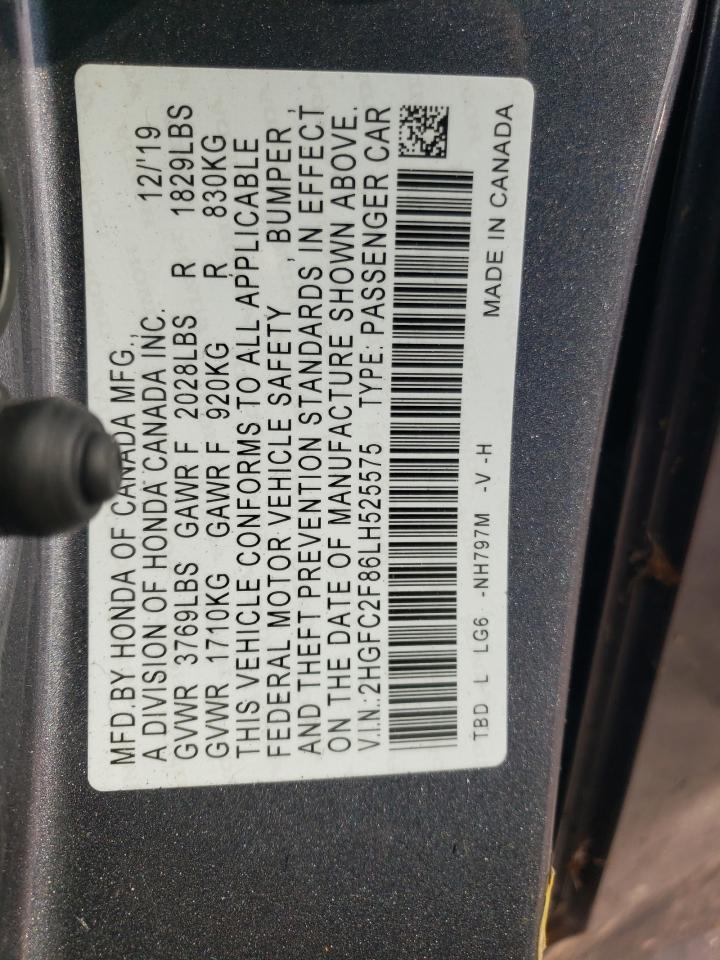 MFD.BY HONDA OF CANADA MFG., 12/'19
A DIVISION OF HONDA CANADA INC.
GVWR 3769LBS GAWR F 2028LBS R 1829LBS
GVWR 1710KG GAWR F 920KG R 830KG
THIS VEHICLE CONFORMS TO ALL APPLICABLE
FEDERAL MOTOR VEHICLE SAFETY , BUMPER ,
AND THEFT PREVENTION STANDARDS IN EFFECT
ON THE DATE OF MANUFACTURE SHOWN ABOVE.
V.I.N.:2HGFC2F86LH525575 TYPE: PASSENGER CAR
TBD L LG6 -NH797M -V -H MADE IN CANADA